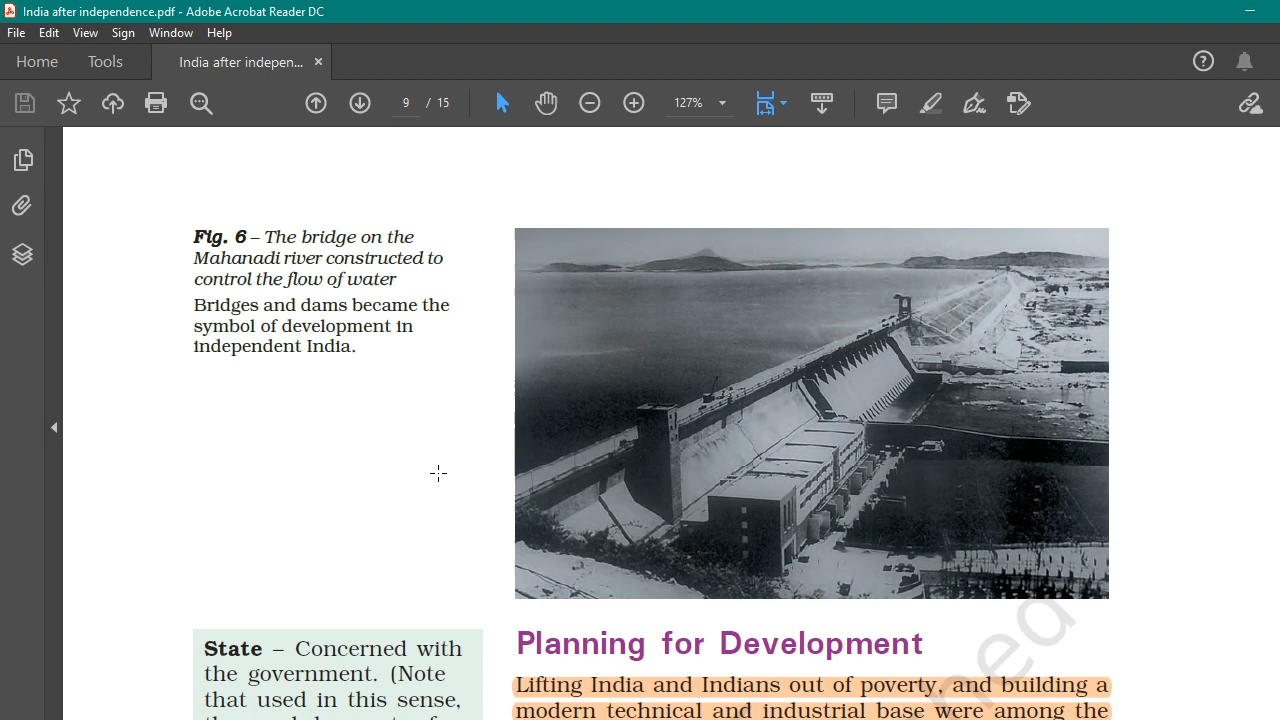 India after independence.pdf - Adobe Acrobat Reader DC
File Edit View Sign Window Help
Home Tools India after indepen... ×
9 / 15 127%
Fig. 6 – The bridge on the
Mahanadi river constructed to
control the flow of water
Bridges and dams became the
symbol of development in
independent India.
State – Concerned with
the government. (Note
that used in this sense,
Planning for Development
Lifting India and Indians out of poverty, and building a
modern technical and industrial base were among the